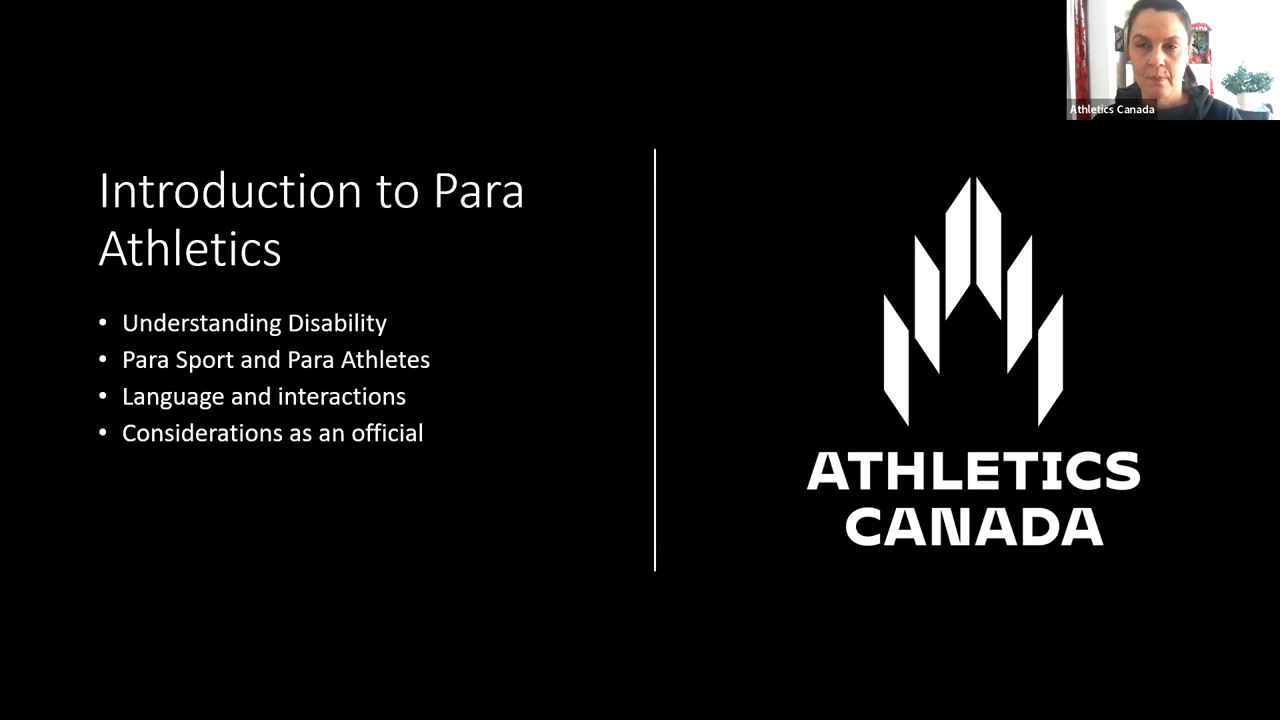 Athletics Canada
Introduction to Para
Athletics
• Understanding Disability
• Para Sport and Para Athletes
• Language and interactions
• Considerations as an official
ATHLETICS
CANADA